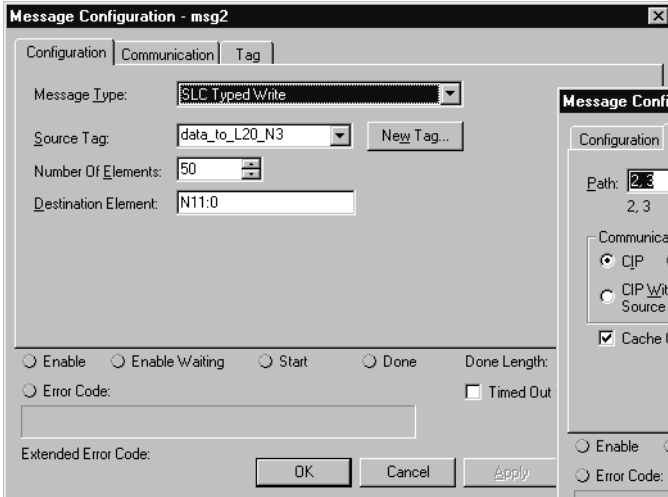 Message Configuration - msg2
Configuration Communication Tag
Message Type: SLC Typed Write
Source Tag: data_to_L20_N3 New Tag...
Number Of Elements: 50
Destination Element: N11:0
Enable Enable Waiting Start Done Done Length:
Error Code: Timed Out
Extended Error Code:
OK Cancel Apply
Message Confi
Configuration
Path: 2, 3
2, 3
Communica
CIP
CIP Wit
Source
Cache
Enable
Error Code: